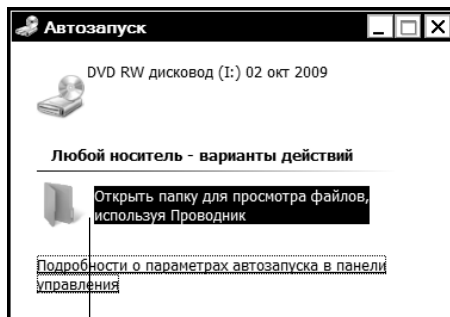 Автозапуск
DVD RW дисковод (I:) 02 окт 2009
Любой носитель - варианты действий
Открыть папку для просмотра файлов,
используя Проводник
Подробности о параметрах автозапуска в панели
управления